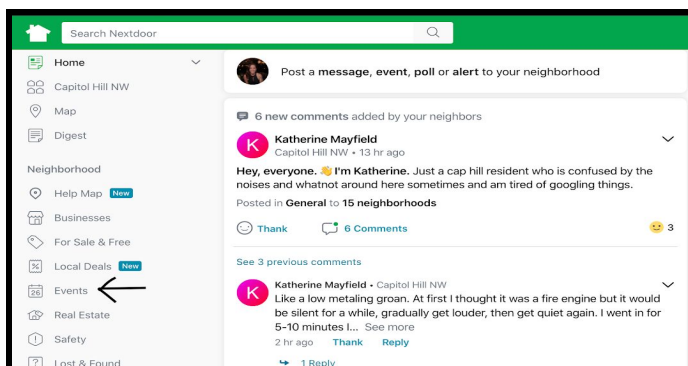 Search Nextdoor
Home
Capitol Hill NW
Map
Digest
Neighborhood
Help Map New
Businesses
For Sale & Free
Local Deals New
26 Events
Real Estate
Safety
Lost & Found
Post a message, event, poll or alert to your neighborhood
6 new comments added by your neighbors
K
Katherine Mayfield
Capitol Hill NW • 13 hr ago
Hey, everyone. 👋 I'm Katherine. Just a cap hill resident who is confused by the
noises and whatnot around here sometimes and am tired of googling things.
Posted in General to 15 neighborhoods
Thank 6 Comments 3
See 3 previous comments
K
Katherine Mayfield • Capitol Hill NW
Like a low metaling groan. At first I thought it was a fire engine but it would
be silent for a while, gradually get louder, then get quiet again. I went in for
5-10 minutes I... See more
2 hr ago Thank Reply
1 Reply